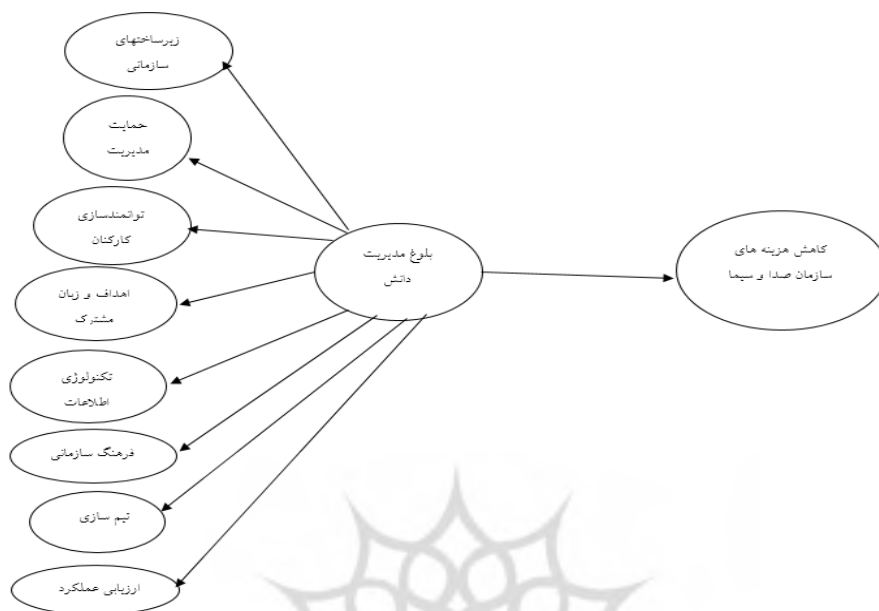 زیرساختهای
سازمانی
حمایت
مدیریت
توانمندسازی
کارکنان
اهداف و زبان
مشترک
تکنولوژی
اطلاعات
فرهنگ سازمانی
تیم سازی
ارزیابی عملکرد
بلوغ مدیریت
دانش
کاهش هزینه های
سازمان صدا و سیما